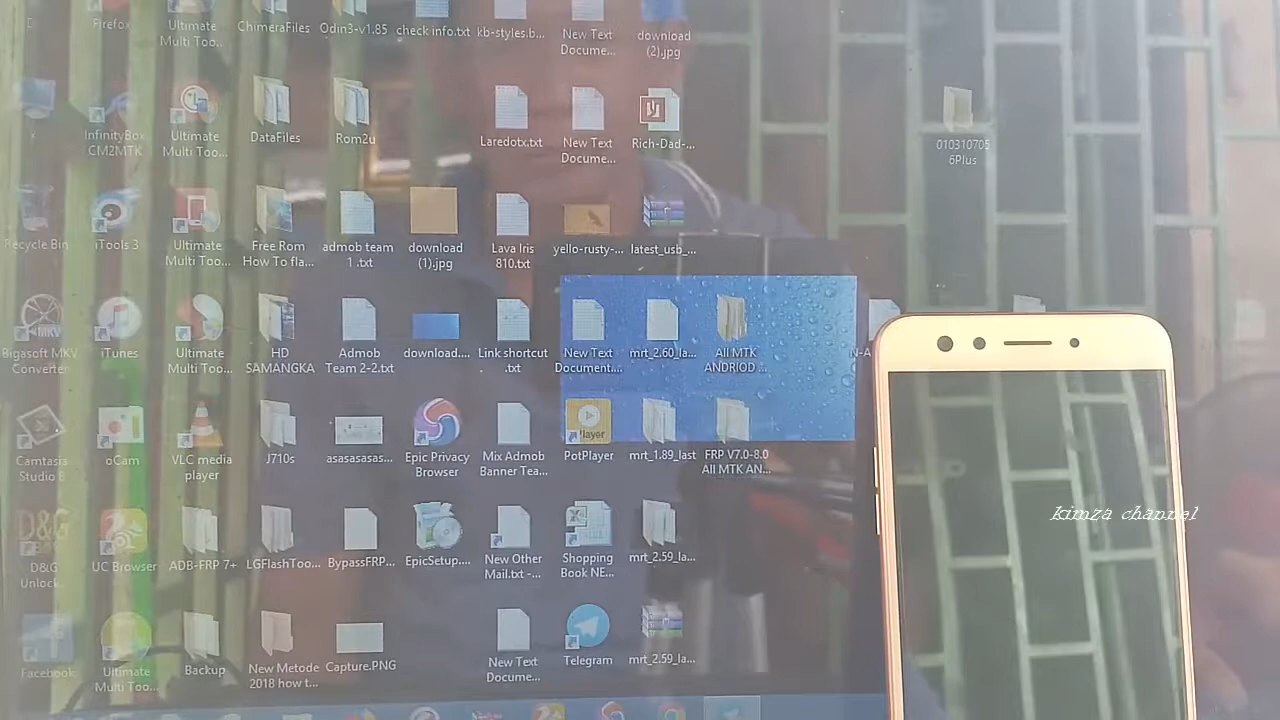 Firefox
Ultimate
Multi Too...
ChimeraFiles
Odin3-v1.85
check info.txt
kb-styles.b...
New Text
Docume...
download
(2).jpg
InfinityBox
CM2MTK
Ultimate
Multi Too...
DataFiles
Rom2u
Laredotx.txt
New Text
Docume...
Rich-Dad-...
010310705
6Plus
Recycle Bin
iTools 3
Ultimate
Multi Too...
Free Rom
How To fla...
admob team
1 .txt
download
(1).jpg
Lava Iris
810.txt
yello-rusty-...
latest_usb_...
MKV
Bigasoft MKV
Converter
iTunes
Ultimate
Multi Too...
HD
SAMANGKA
Admob
Team 2-2.txt
download....
Link shortcut
.txt
New Text
Document...
mrt_2.60_la...
All MTK
ANDRIOD ...
N-A
Camtasia
Studio 8
oCam
VLC media
player
J710s
asasasasas...
Epic Privacy
Browser
Mix Admob
Banner Tea...
Player
PotPlayer
mrt_1.89_last
FRP V7.0-8.0
All MTK AN...
D&G
D&G
Unlock...
UC Browser
ADB-FRP 7+
LGFlashToo...
BypassFRP...
EpicSetup....
New Other
Mail.txt -...
Shopping
Book NE...
mrt_2.59_la...
Facebook
Ultimate
Multi Too...
Backup
New Metode
2018 how t...
Capture.PNG
New Text
Docume...
Telegram
mrt_2.59_la...
kimza channel